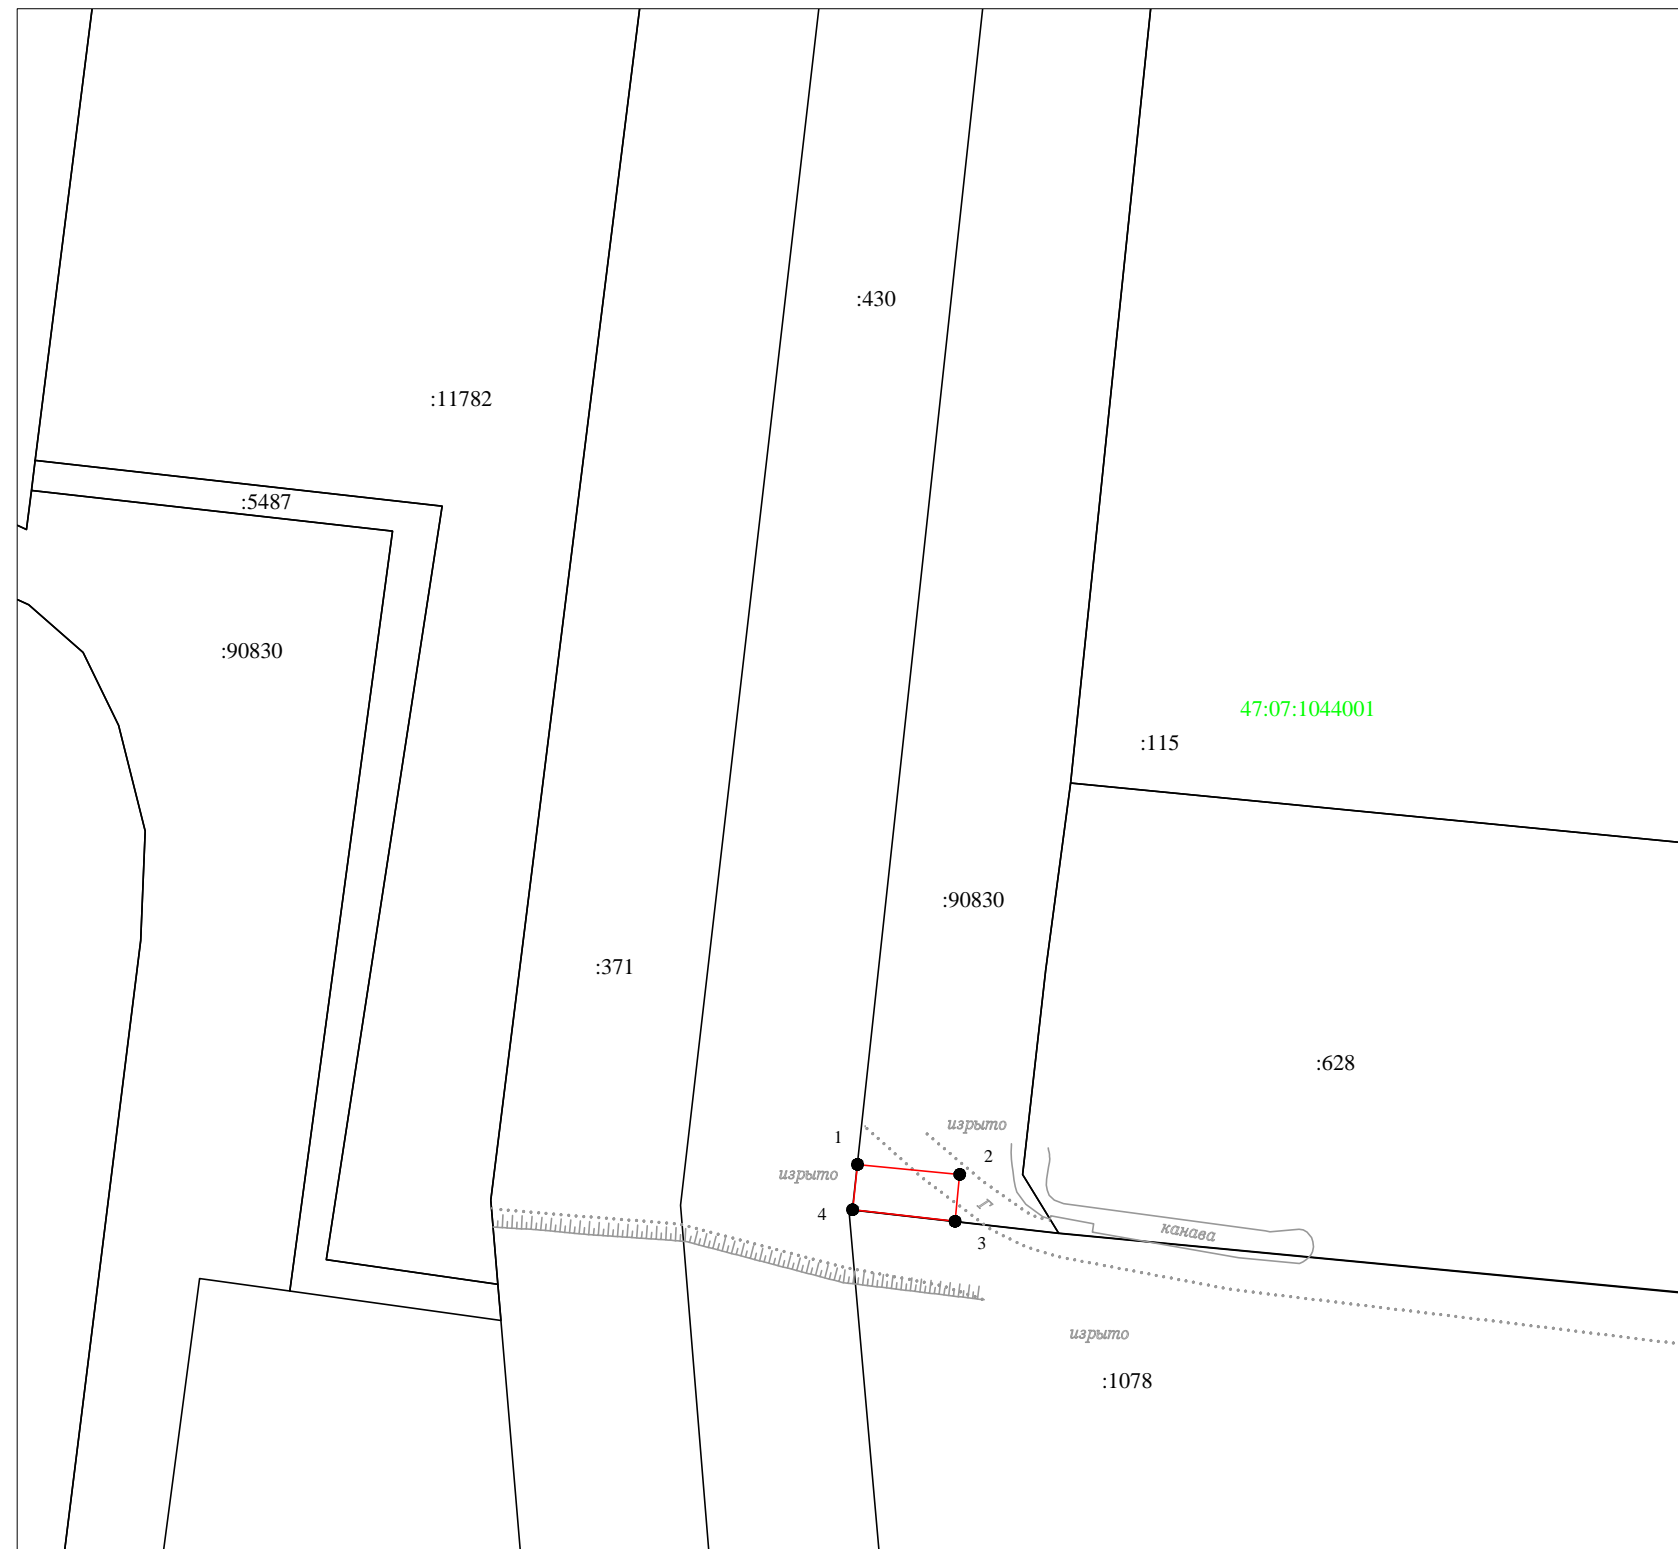 :430
:11782
:5487
:90830
47:07:1044001
:115
:90830
:371
:628
изрыто
1
2
изрыто
Г
4
канава
3
изрыто
:1078